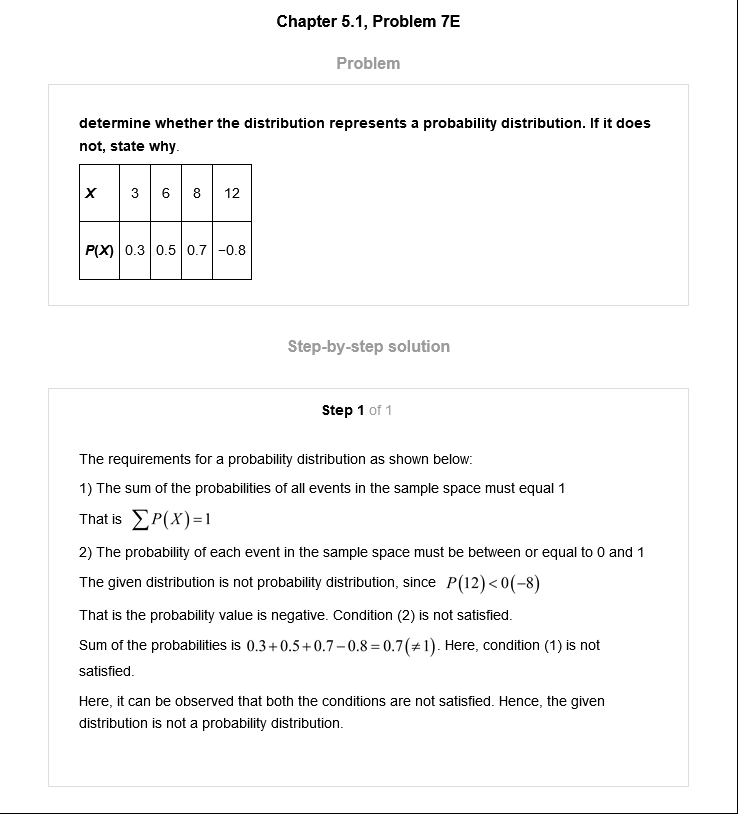 Chapter 5.1, Problem 7E
Problem
determine whether the distribution represents a probability distribution. If it does
not, state why.
X 3 6 8 12
P(X) 0.3 0.5 0.7 −0.8
Step-by-step solution
Step 1 of 1
The requirements for a probability distribution as shown below:
1) The sum of the probabilities of all events in the sample space must equal 1
That is ∑P(X)=1
2) The probability of each event in the sample space must be between or equal to 0 and 1
The given distribution is not probability distribution, since P(12)<0(−8)
That is the probability value is negative. Condition (2) is not satisfied.
Sum of the probabilities is 0.3+0.5+0.7−0.8=0.7(≠1). Here, condition (1) is not
satisfied.
Here, it can be observed that both the conditions are not satisfied. Hence, the given
distribution is not a probability distribution.